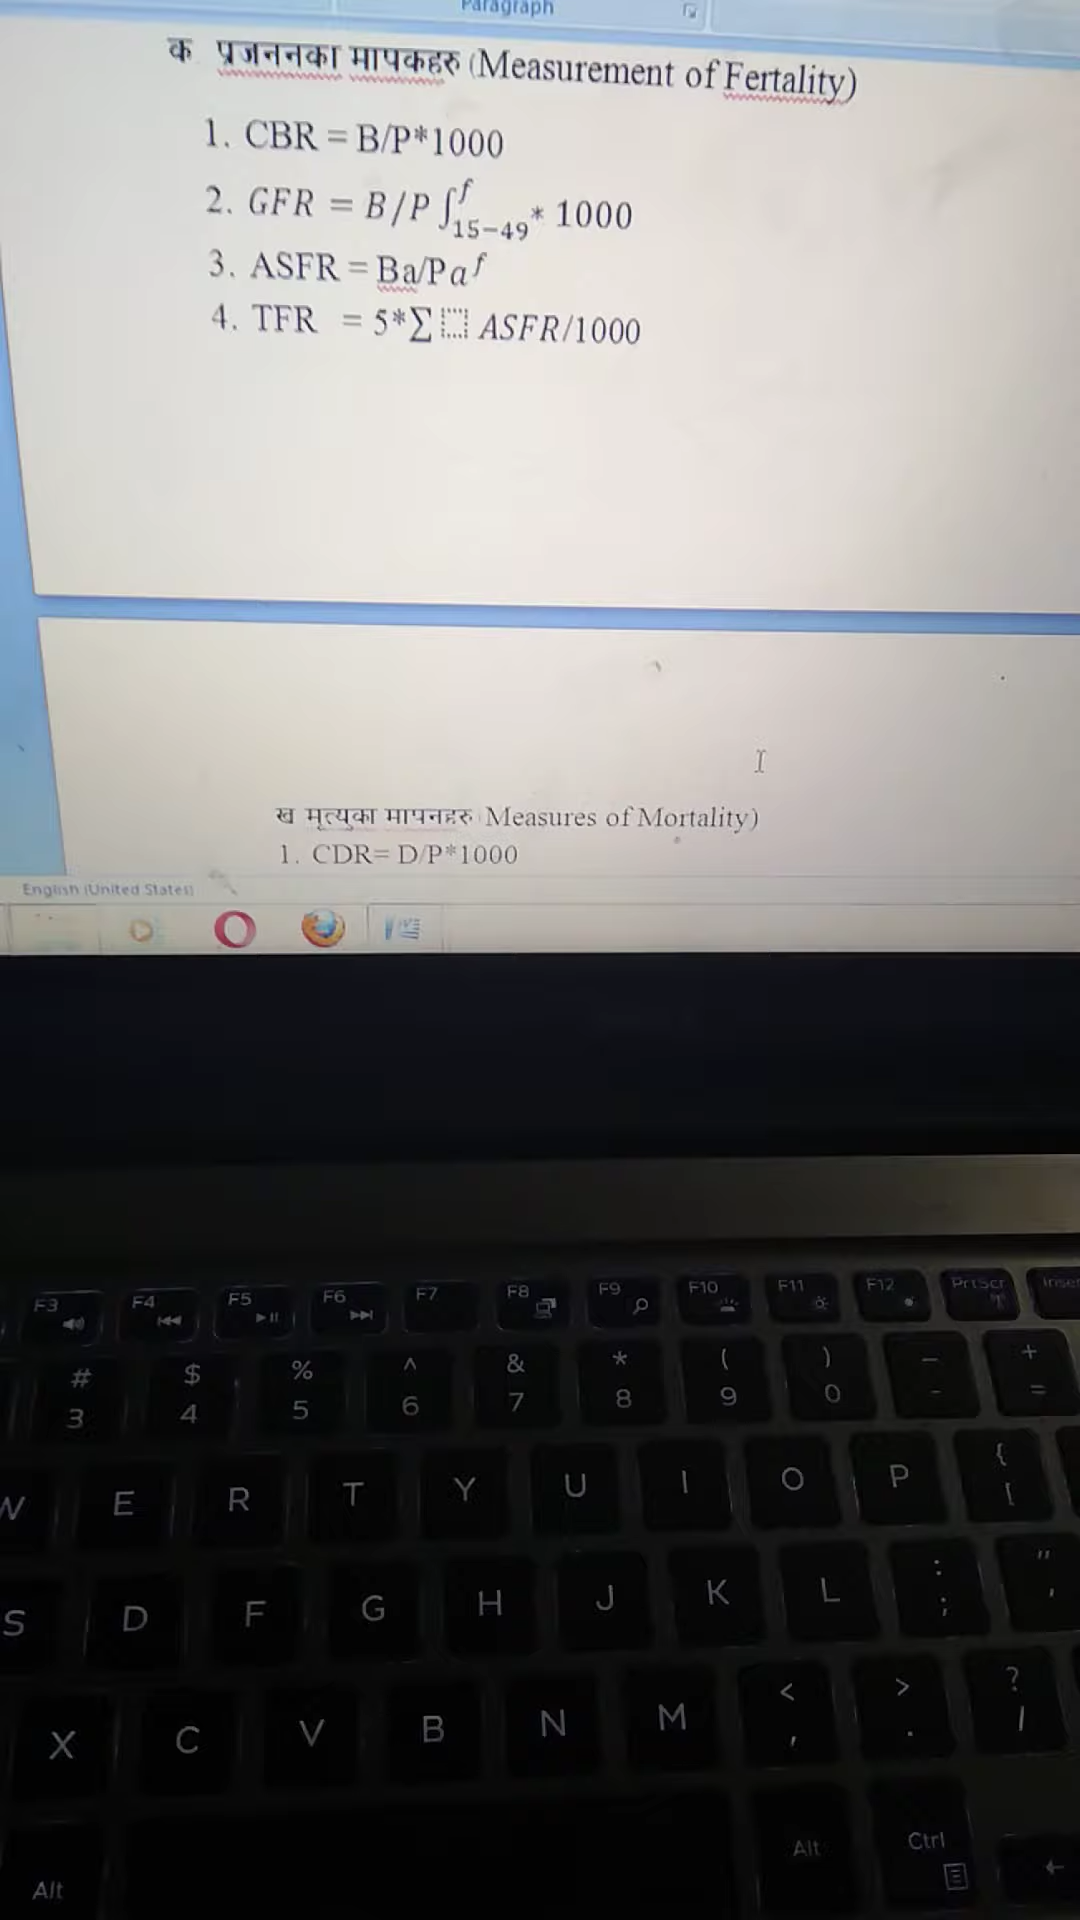 Paragraph
क प्रजननका मापकहरु (Measurement of Fertality)
1. CBR = B/P*1000
2. GFR = B/P ∫₁₅₋₄₉ᶠ * 1000
3. ASFR = Ba/Paᶠ
4. TFR = 5*∑⬚ ASFR/1000
ख मृत्युका मापनहरु Measures of Mortality)
1. CDR= D/P*1000
English (United States)
F3 F4 F5 F6 F7 F8 F9 F10 F11 F12 PrtScr Inser
# $ % ^ & * ( ) _ +
3 4 5 6 7 8 9 0 - =
W E R T Y U I O P { [
S D F G H J K L : ; " '
X C V B N M < , > . ? /
Alt Alt Ctrl